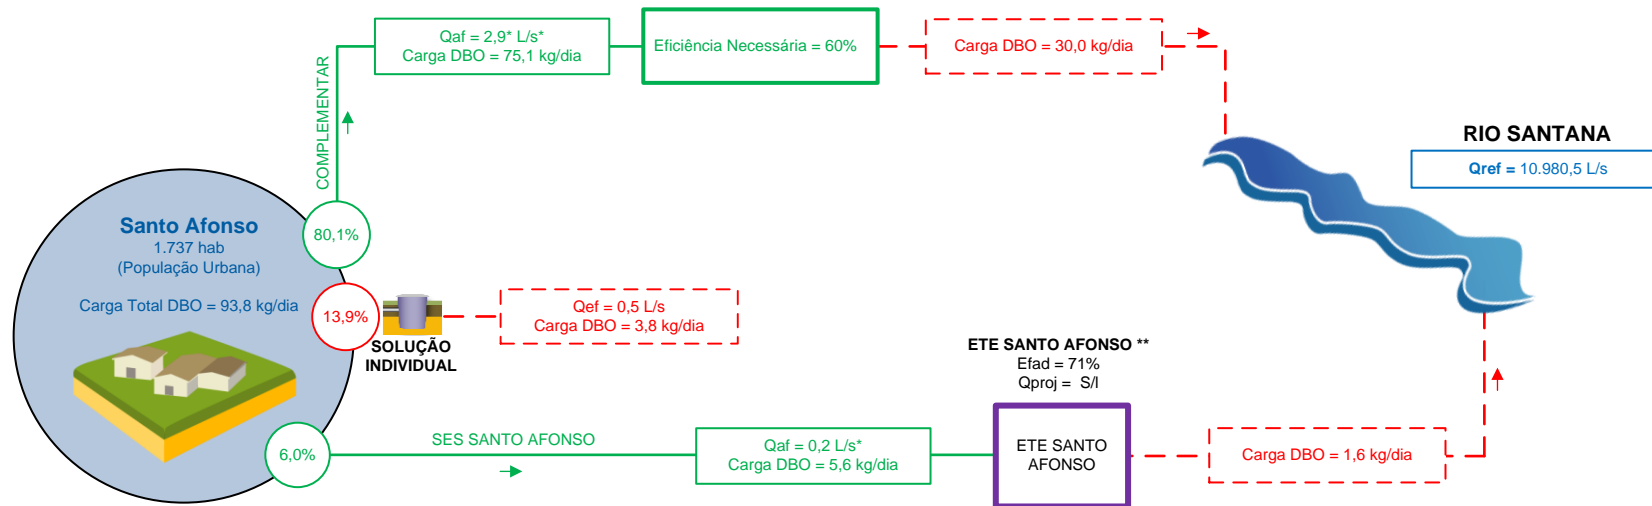 Qaf = 2,9* L/s*
Carga DBO = 75,1 kg/dia
Eficiência Necessária = 60%
Carga DBO = 30,0 kg/dia
COMPLEMENTAR
RIO SANTANA
Qref = 10.980,5 L/s
Santo Afonso
1.737 hab
(População Urbana)
Carga Total DBO = 93,8 kg/dia
80,1%
13,9%
SOLUÇÃO
INDIVIDUAL
Qef = 0,5 L/s
Carga DBO = 3,8 kg/dia
ETE SANTO AFONSO **
Efad = 71%
Qproj = S/I
6,0%
SES SANTO AFONSO
Qaf = 0,2 L/s*
Carga DBO = 5,6 kg/dia
ETE SANTO
AFONSO
Carga DBO = 1,6 kg/dia